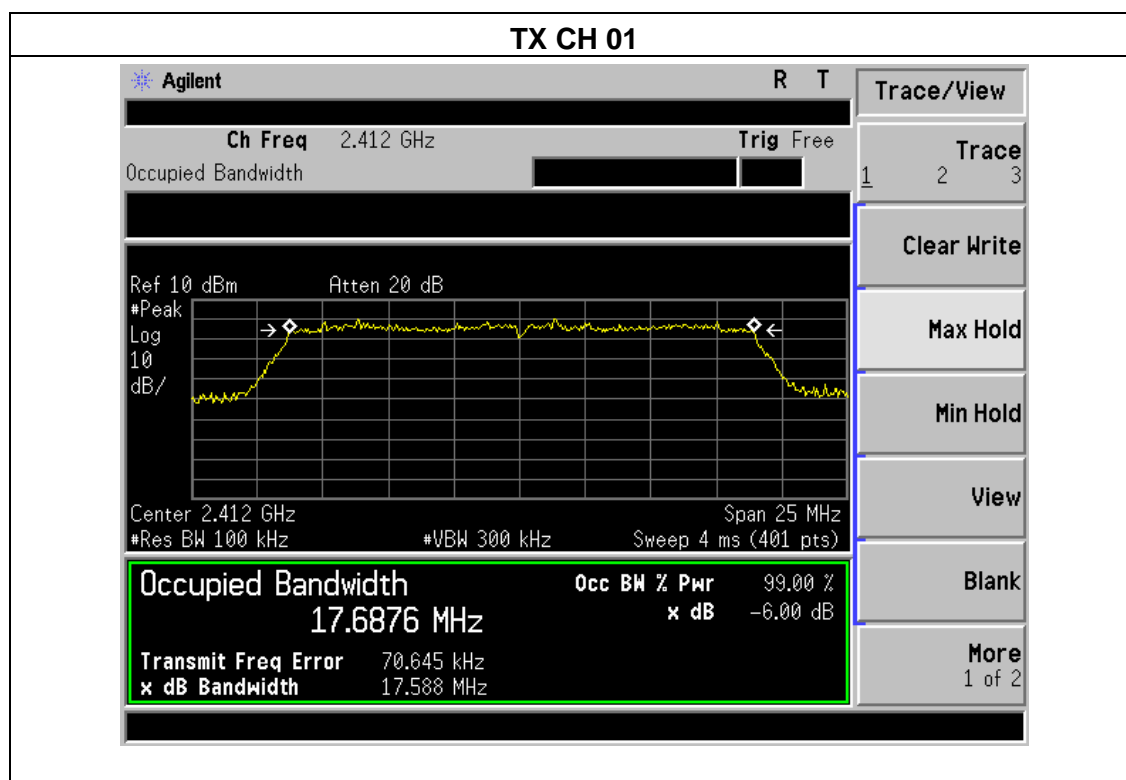 TX CH 01
Agilent R T
Trace/View
Ch Freq 2.412 GHz Trig Free
Occupied Bandwidth
Trace
1 2 3
Clear Write
Ref 10 dBm Atten 20 dB
#Peak
Log
10
dB/
Max Hold
Min Hold
View
Center 2.412 GHz Span 25 MHz
#Res BW 100 kHz #VBW 300 kHz Sweep 4 ms (401 pts)
Occupied Bandwidth Occ BW % Pwr 99.00 %
17.6876 MHz x dB -6.00 dB
Blank
Transmit Freq Error 70.645 kHz
x dB Bandwidth 17.588 MHz
More
1 of 2